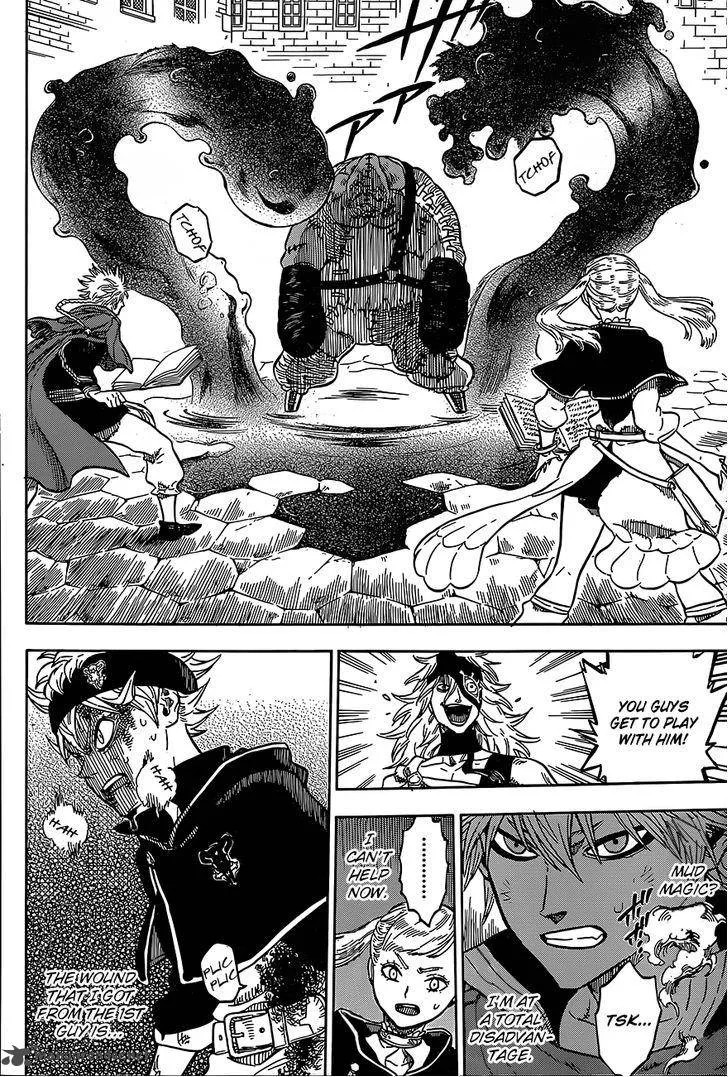 TCHOF
TCHOF
YOU GUYS
GET TO PLAY
WITH HIM!
HAH
HAH
THE WOUND
THAT I GOT
FROM THE 1ST
GUY IS...
PLIC
PLIC
MUD
MAGIC?
TSK...
I'M AT
A TOTAL
DISADVAN-
TAGE.
.........
I
CAN'T
HELP
NOW.